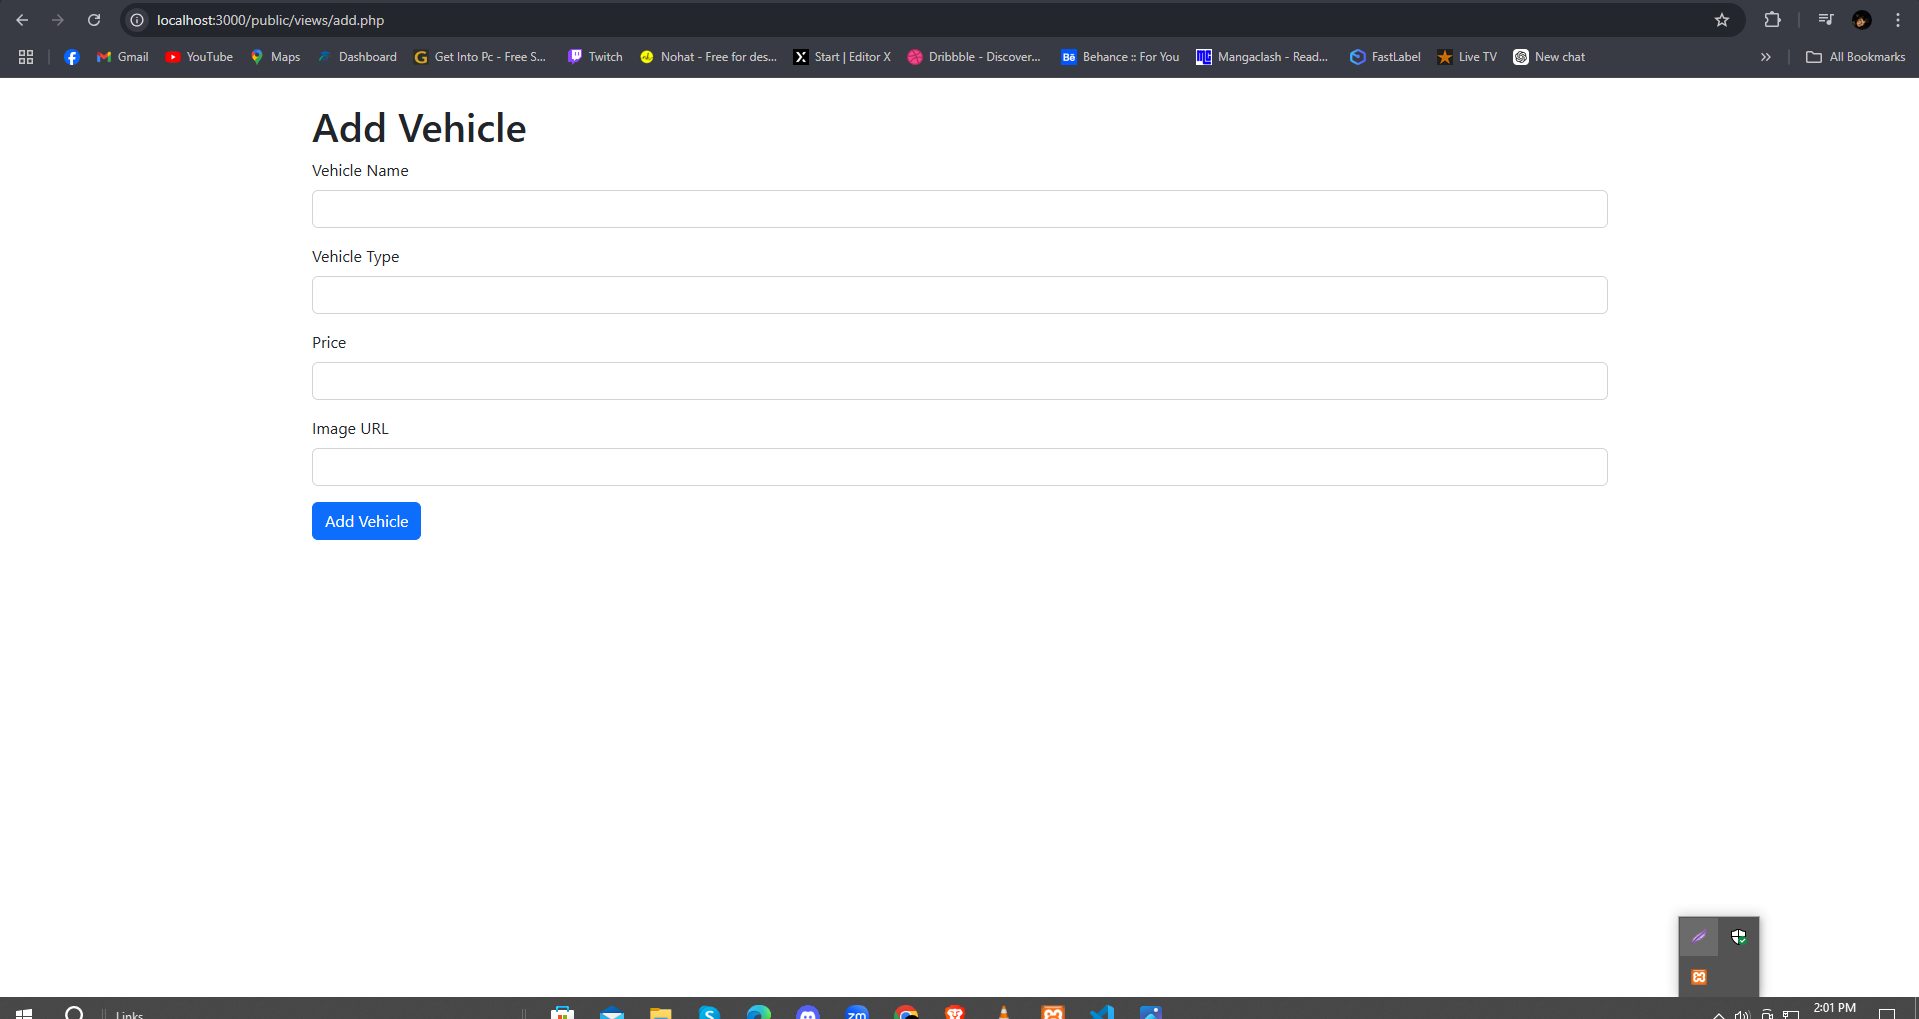 localhost:3000/public/views/add.php
Gmail YouTube Maps Dashboard Get Into Pc - Free S... Twitch Nohat - Free for des... Start | Editor X Dribbble - Discover... Behance :: For You Mangaclash - Read... FastLabel Live TV New chat » All Bookmarks
Add Vehicle
Vehicle Name
Vehicle Type
Price
Image URL
Add Vehicle
Links
zm
2:01 PM